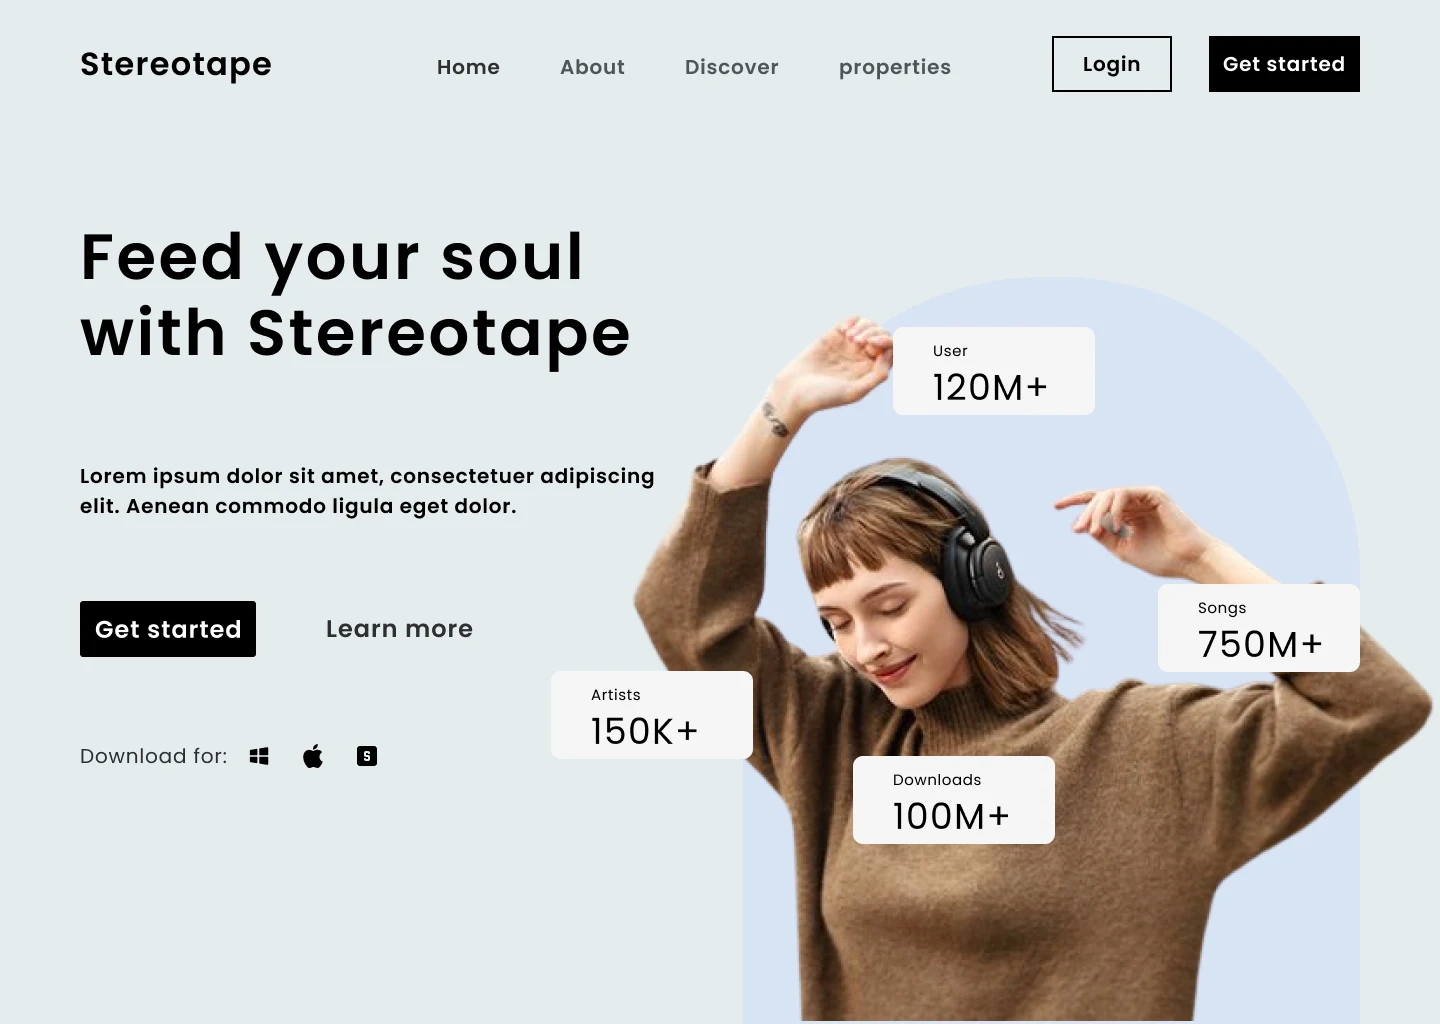 Stereotape
Home
About
Discover
properties
Login
Get started
Feed your soul
with Stereotape
Lorem ipsum dolor sit amet, consectetuer adipiscing
elit. Aenean commodo ligula eget dolor.
Get started
Learn more
Download for:
S
User
120M+
Songs
750M+
Artists
150K+
Downloads
100M+